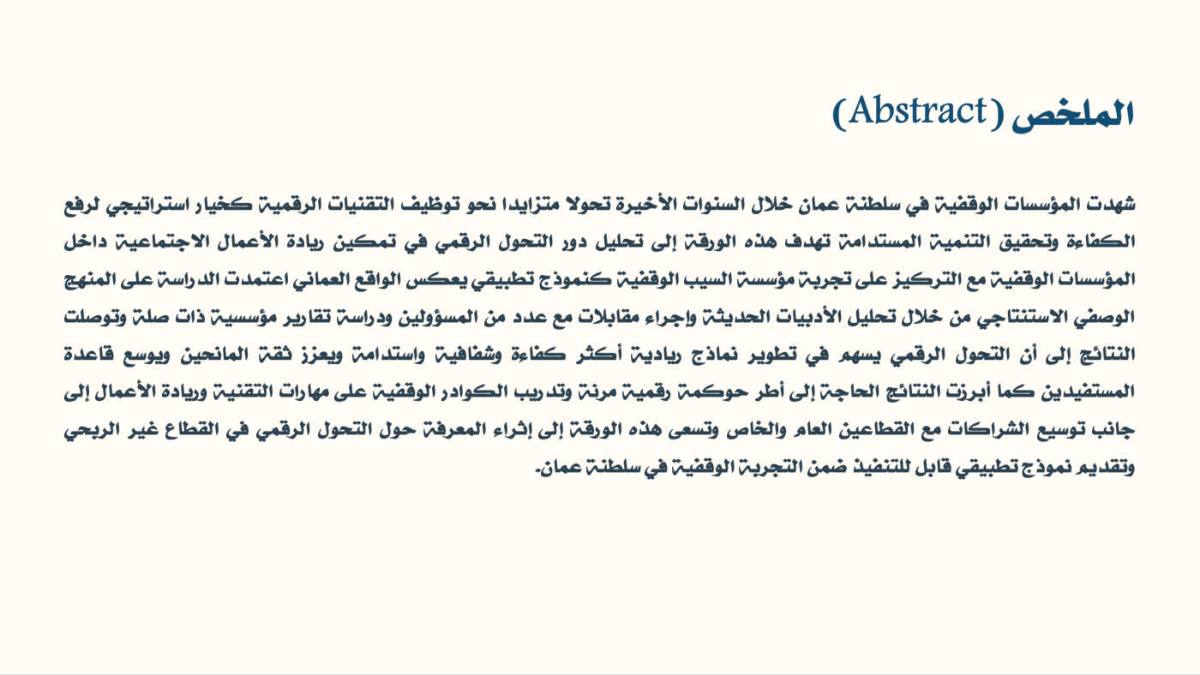 الملخص (Abstract)
شهدت المؤسسات الوقفية في سلطنة عمان خلال السنوات الأخيرة تحولا متزايدا نحو توظيف التقنيات الرقمية كخيار استراتيجي لرفع
الكفاءة وتحقيق التنمية المستدامة تهدف هذه الورقة إلى تحليل دور التحول الرقمي في تمكين ريادة الأعمال الاجتماعية داخل
المؤسسات الوقفية مع التركيز على تجربة مؤسسة السيب الوقفية كنموذج تطبيقي يعكس الواقع العماني اعتمدت الدراسة على المنهج
الوصفي الاستنتاجي من خلال تحليل الأدبيات الحديثة وإجراء مقابلات مع عدد من المسؤولين ودراسة تقارير مؤسسية ذات صلة وتوصلت
النتائج إلى أن التحول الرقمي يسهم في تطوير نماذج ريادية أكثر كفاءة وشفافية واستدامة ويعزز ثقة المانحين ويوسع قاعدة
المستفيدين كما أبرزت النتائج الحاجة إلى أطر حوكمة رقمية مرنة وتدريب الكوادر الوقفية على مهارات التقنية وريادة الأعمال إلى
جانب توسيع الشراكات مع القطاعين العام والخاص وتسعى هذه الورقة إلى إثراء المعرفة حول التحول الرقمي في القطاع غير الربحي
وتقديم نموذج تطبيقي قابل للتنفيذ ضمن التجربة الوقفية في سلطنة عمان.